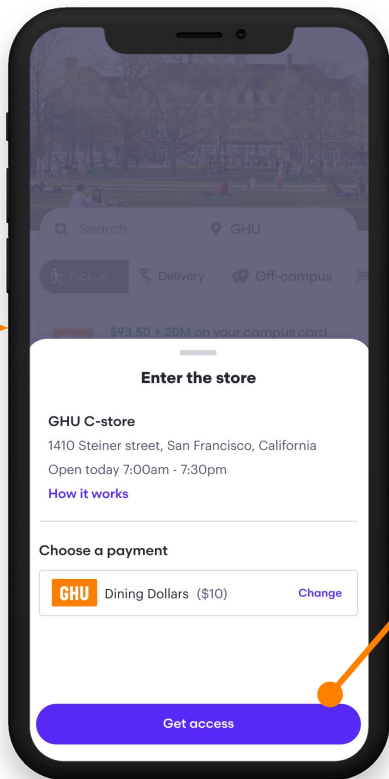 Search
GHU
Pickup
Delivery
Off-campus
$93.50 + 20M on your campus card
Enter the store
GHU C-store
1410 Steiner street, San Francisco, California
Open today 7:00am - 7:30pm
How it works
Choose a payment
GHU Dining Dollars ($10) Change
Get access